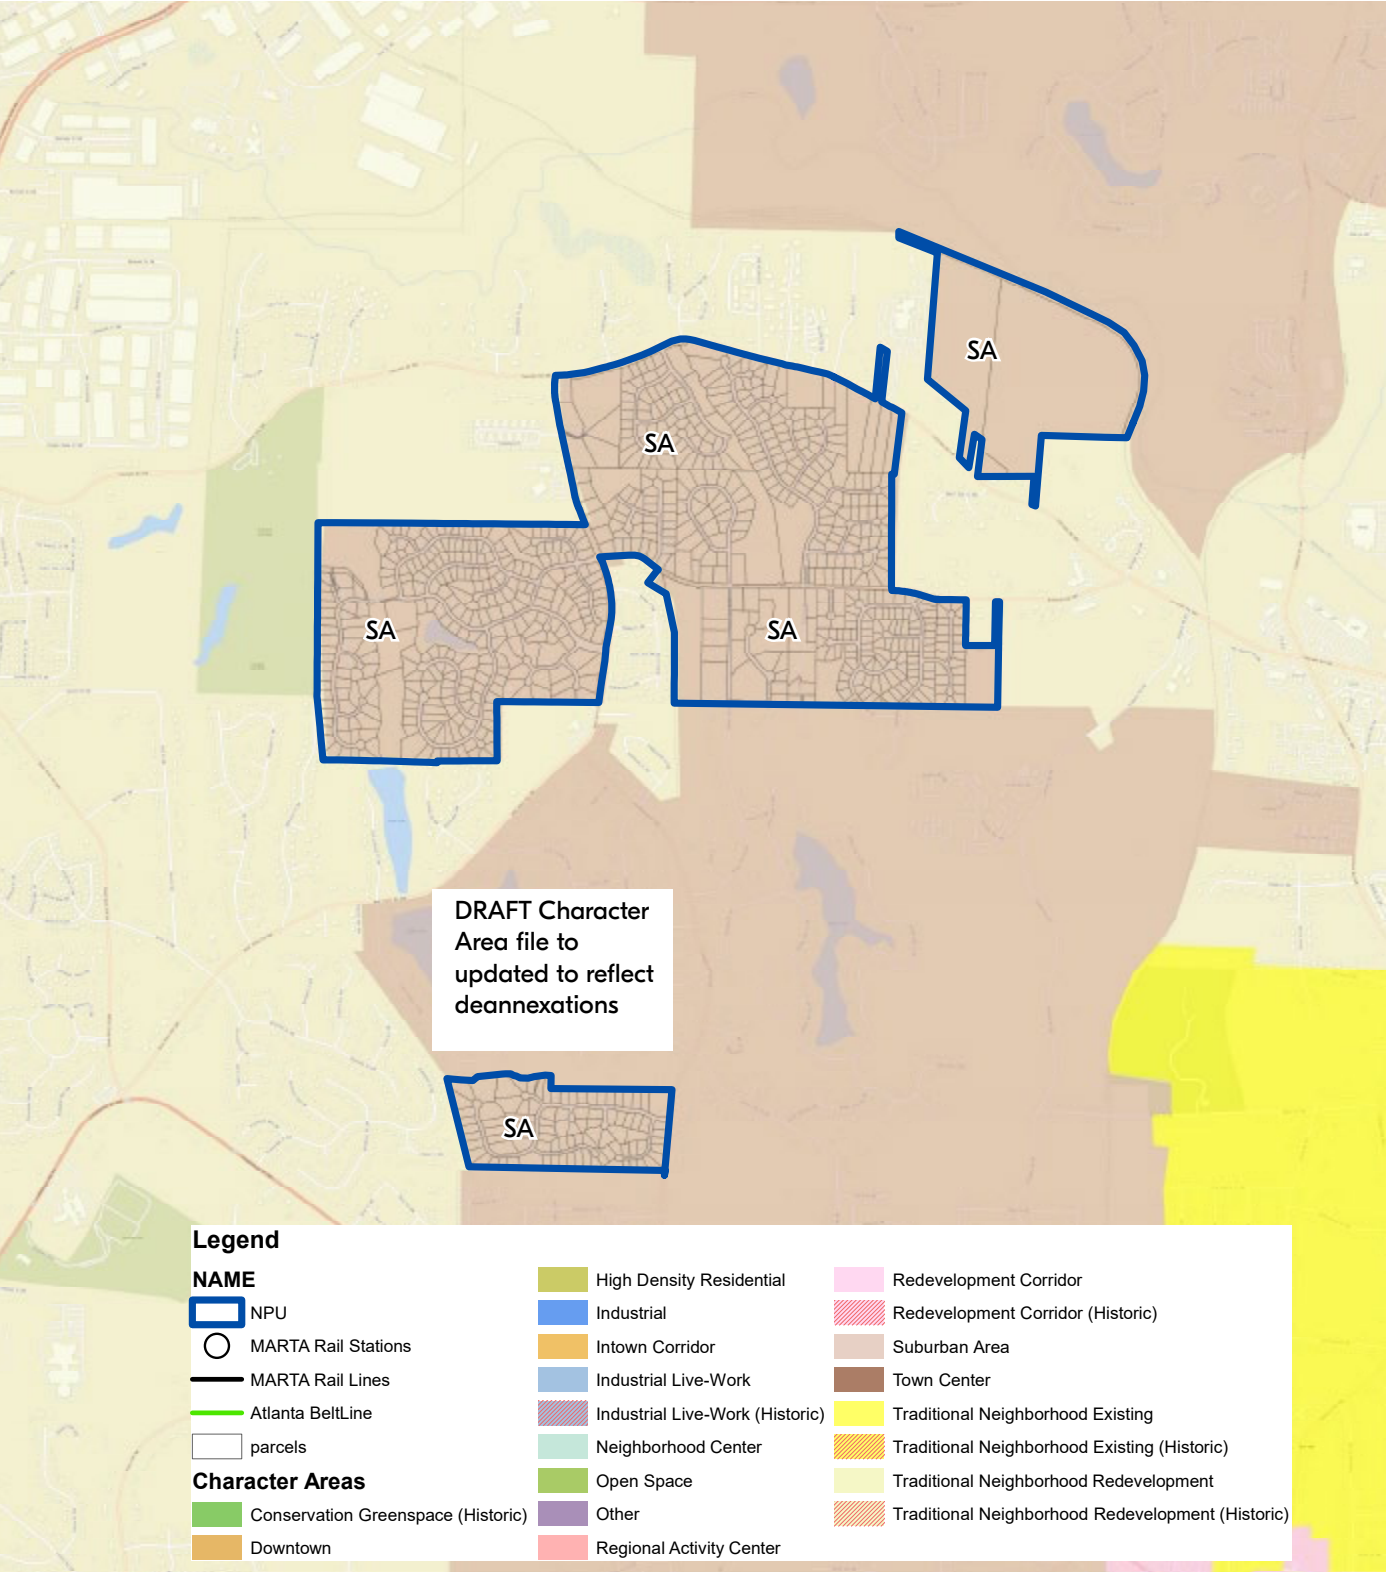 SA
SA
SA
SA
DRAFT Character
Area file to
updated to reflect
deannexations
SA
Legend
NAME
NPU
MARTA Rail Stations
MARTA Rail Lines
Atlanta BeltLine
parcels
Character Areas
Conservation Greenspace (Historic)
Downtown
High Density Residential
Industrial
Intown Corridor
Industrial Live-Work
Industrial Live-Work (Historic)
Neighborhood Center
Open Space
Other
Regional Activity Center
Redevelopment Corridor
Redevelopment Corridor (Historic)
Suburban Area
Town Center
Traditional Neighborhood Existing
Traditional Neighborhood Existing (Historic)
Traditional Neighborhood Redevelopment
Traditional Neighborhood Redevelopment (Historic)